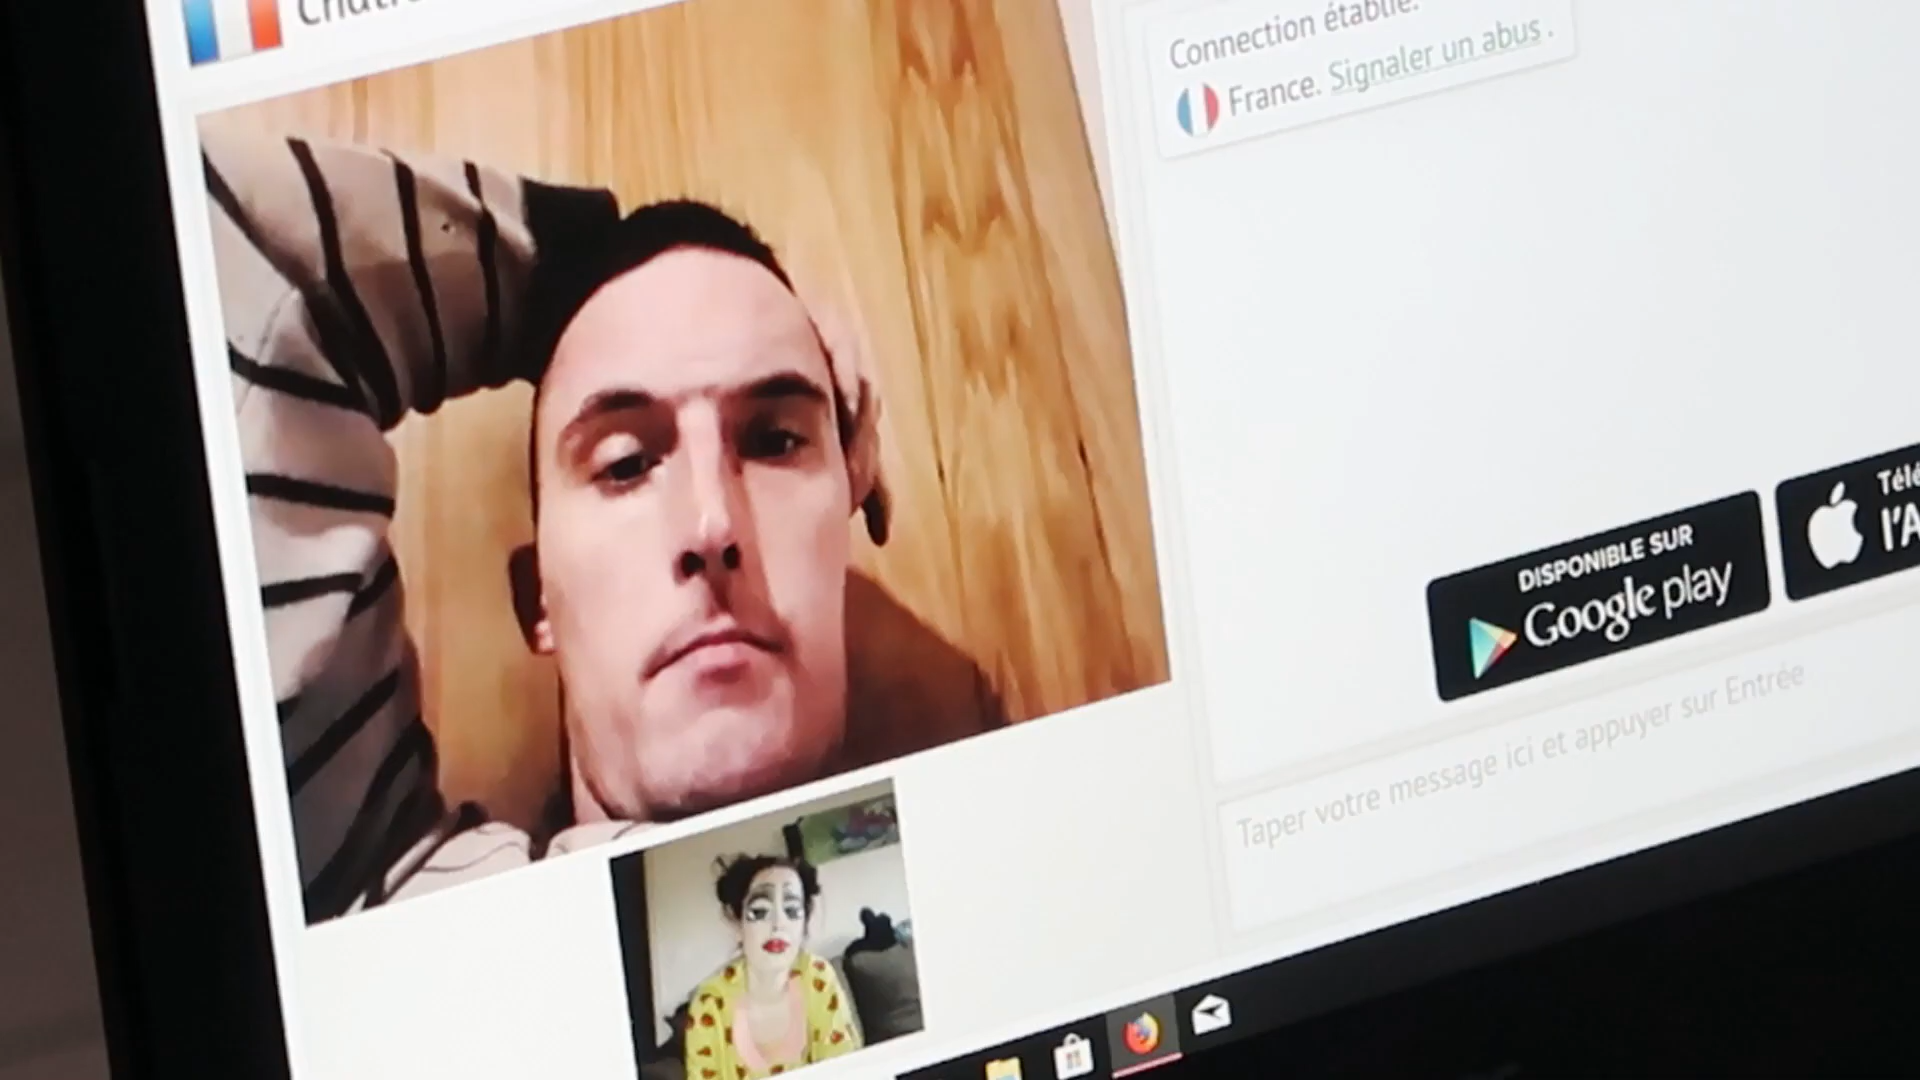 Connection établie.
France. Signaler un abus .
DISPONIBLE SUR
Google play
Taper votre message ici et appuyer sur Entrée